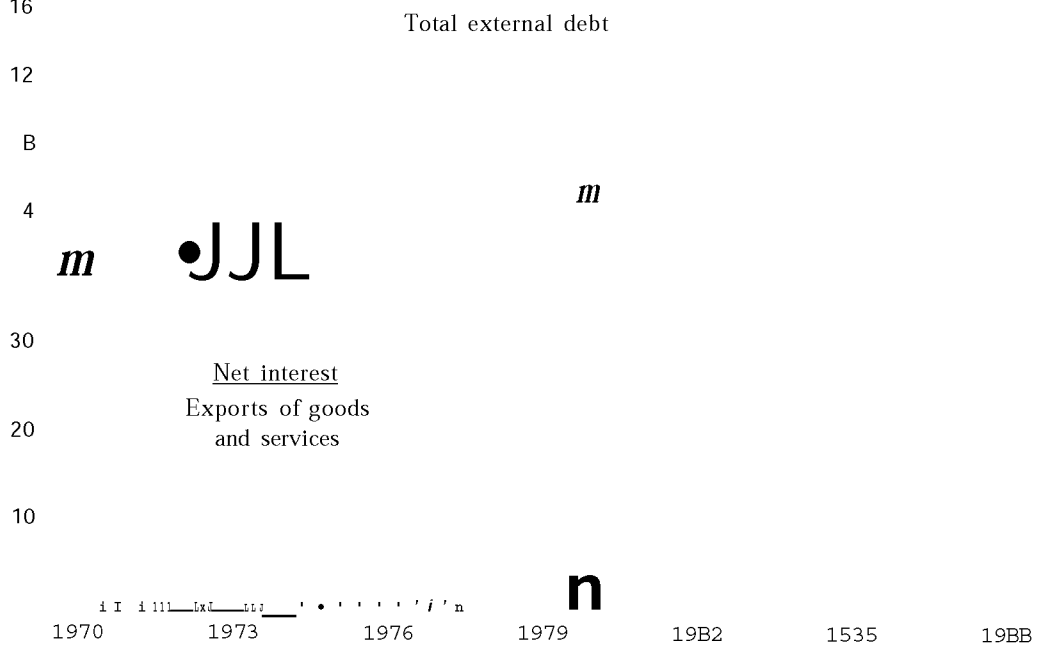 16
Total external debt
12
B
m
4
m •JJL
30
Net interest
Exports of goods
and services
20
10
n
1970 1973 1976 1979 19B2 1535 19BB